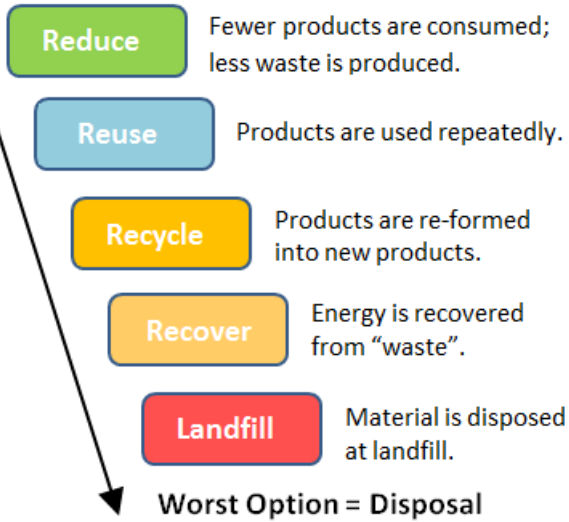 Reduce
Fewer products are consumed;
less waste is produced.
Reuse
Products are used repeatedly.
Recycle
Products are re-formed
into new products.
Recover
Energy is recovered
from “waste”.
Landfill
Material is disposed
at landfill.
Worst Option = Disposal